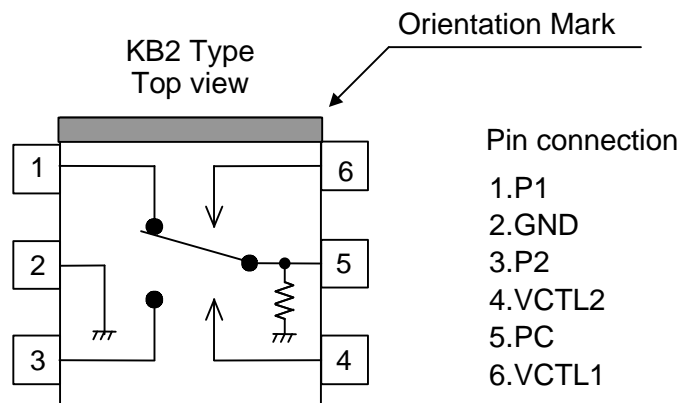 Orientation Mark
KB2 Type
Top view
1
6
2
5
3
4
Pin connection
1.P1
2.GND
3.P2
4.VCTL2
5.PC
6.VCTL1